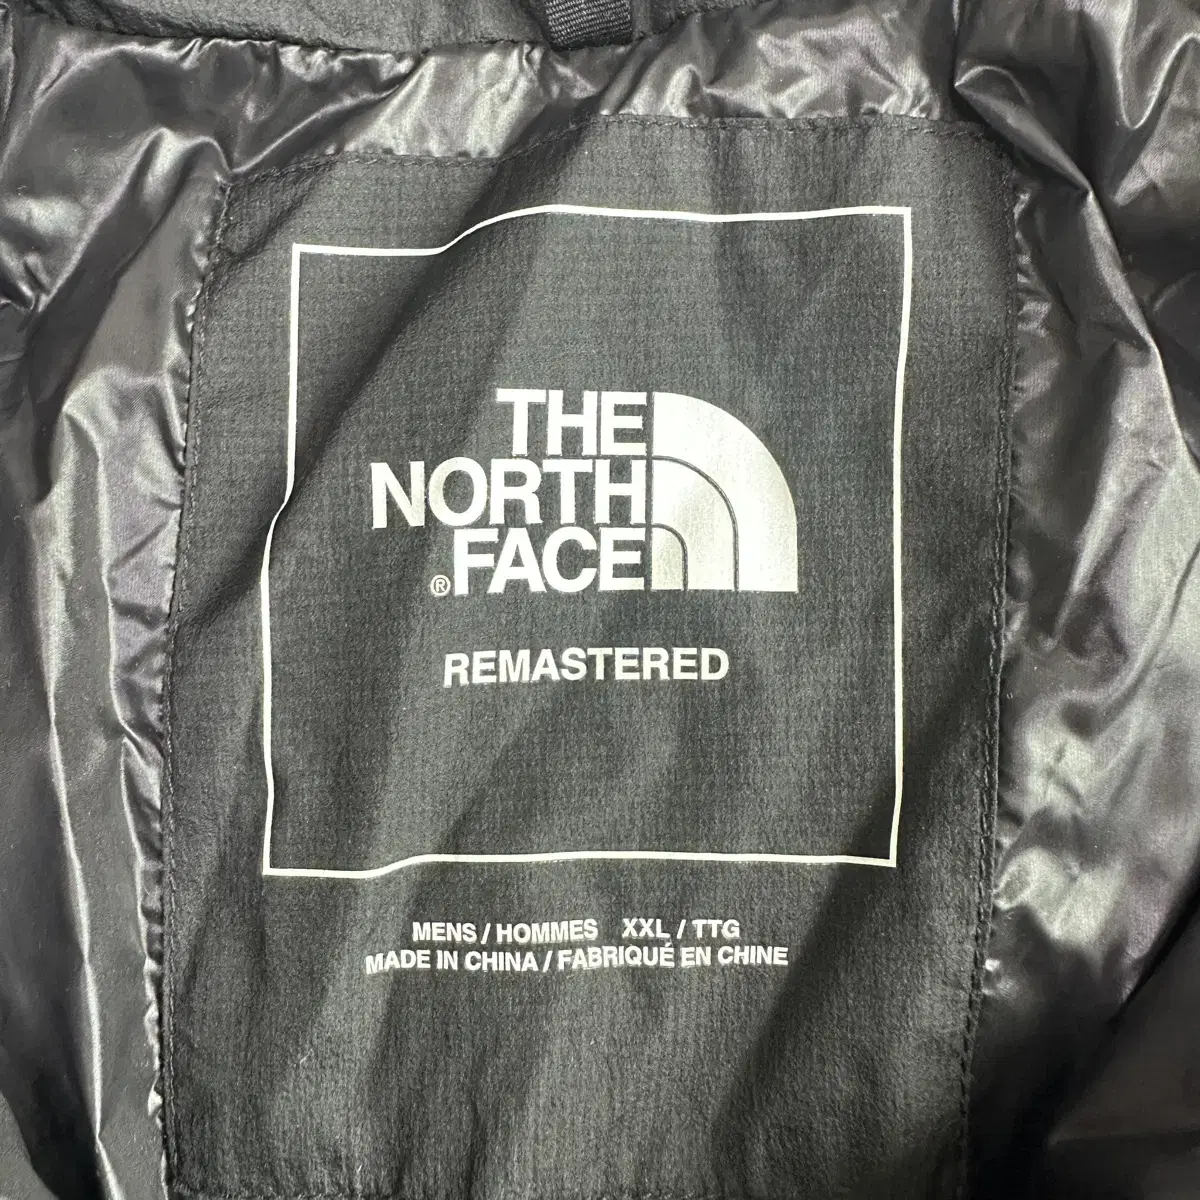 THE
NORTH
®FACE
REMASTERED
MENS / HOMMES XXL / TTG
MADE IN CHINA / FABRIQUÉ EN CHINE